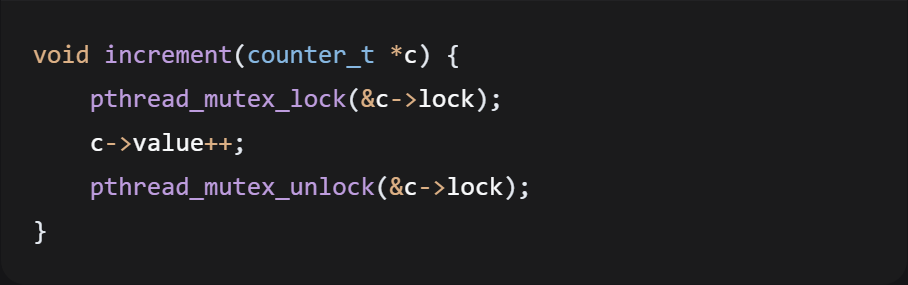 void increment(counter_t *c) {
    pthread_mutex_lock(&c->lock);
    c->value++;
    pthread_mutex_unlock(&c->lock);
}